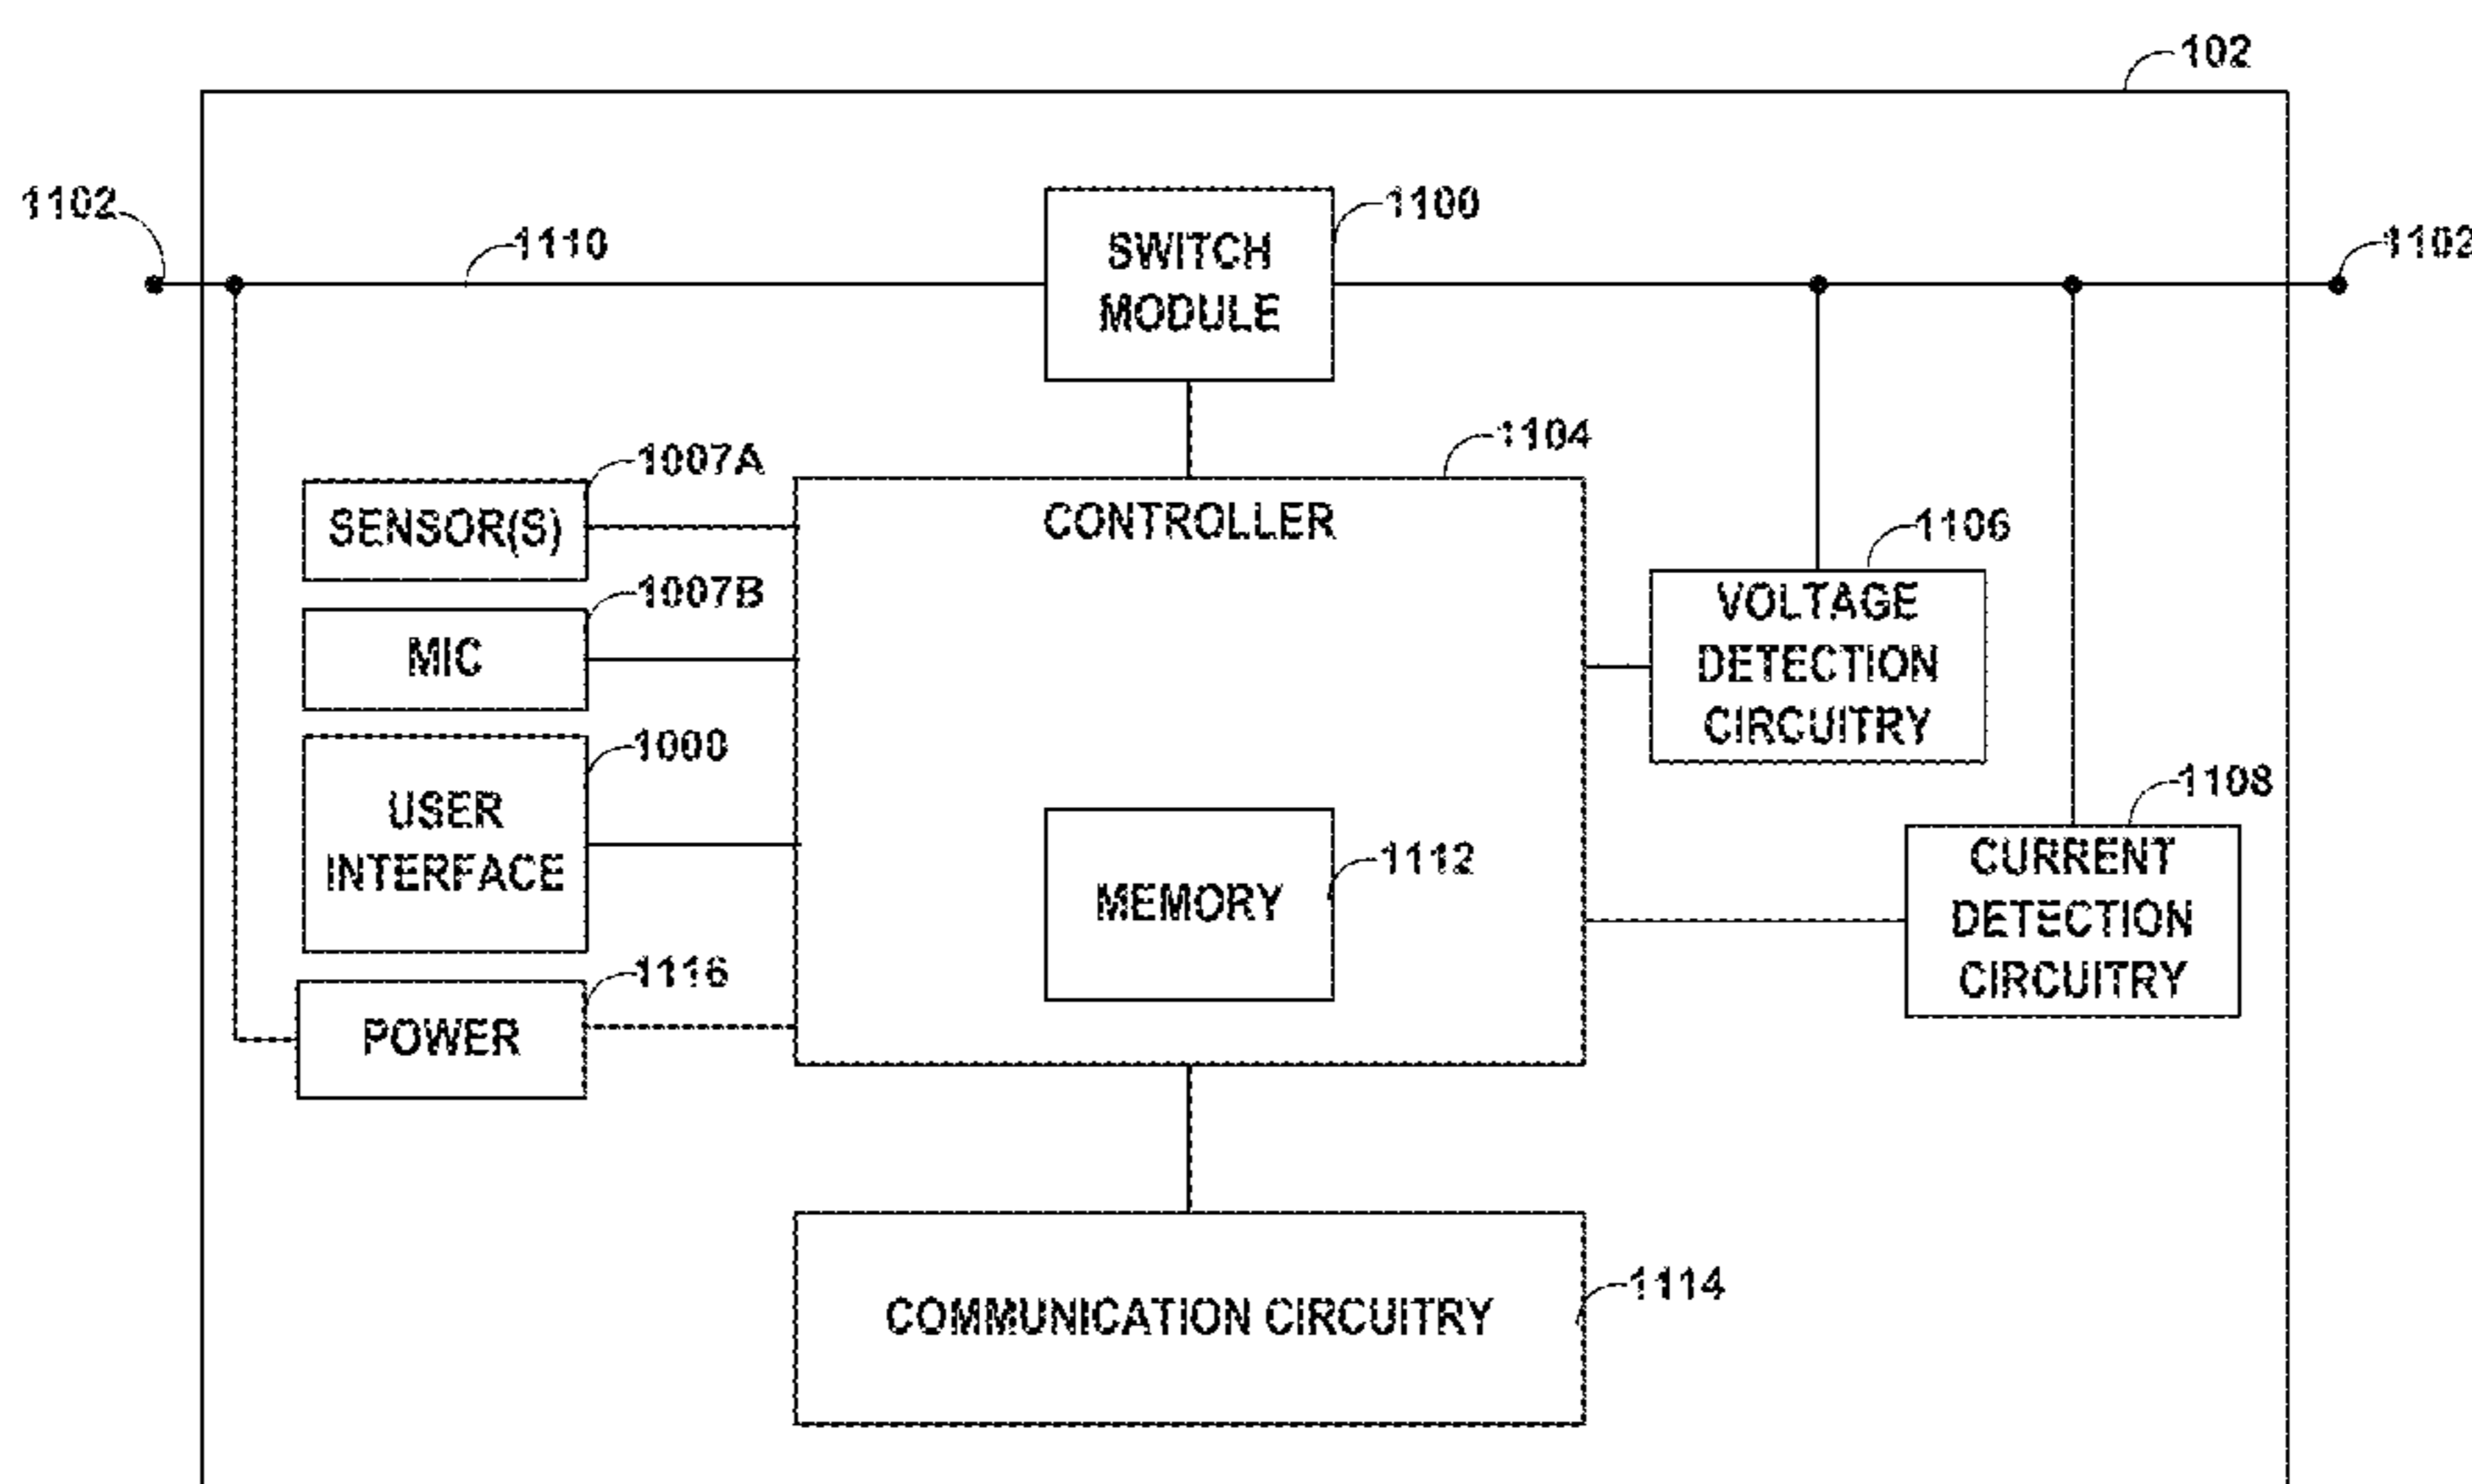 102
1102
1110
SWITCH
MODULE
1100
1102
1007A
SENSOR(S)
1007B
MIC
1000
USER
INTERFACE
1116
POWER
1104
CONTROLLER
1112
MEMORY
1106
VOLTAGE
DETECTION
CIRCUITRY
1108
CURRENT
DETECTION
CIRCUITRY
COMMUNICATION CIRCUITRY
1114